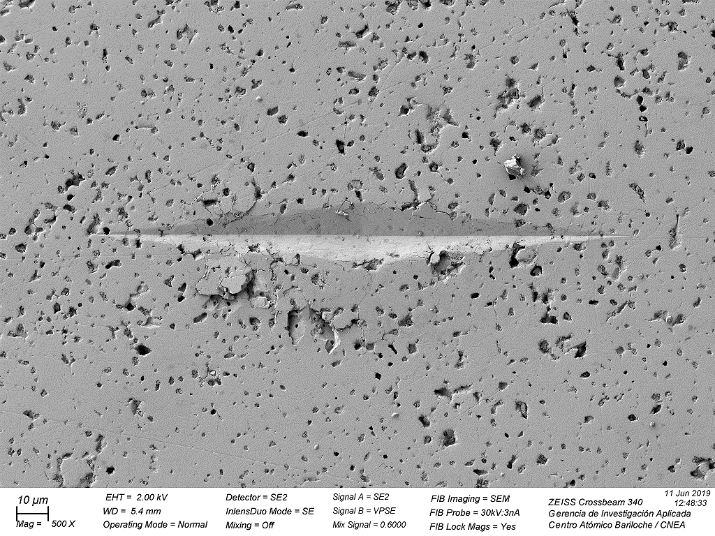 10 µm
Mag = 500 X
EHT = 2.00 kV
WD = 5.4 mm
Operating Mode = Normal
Detector = SE2
InlensDuo Mode = SE
Mixing = Off
Signal A = SE2
Signal B = VPSE
Mix Signal = 0.6000
FIB Imaging = SEM
FIB Probe = 30kV:3nA
FIB Lock Mags = Yes
11 Jun 2019
12:48:33
ZEISS Crossbeam 340
Gerencia de Investigación Aplicada
Centro Atómico Bariloche / CNEA